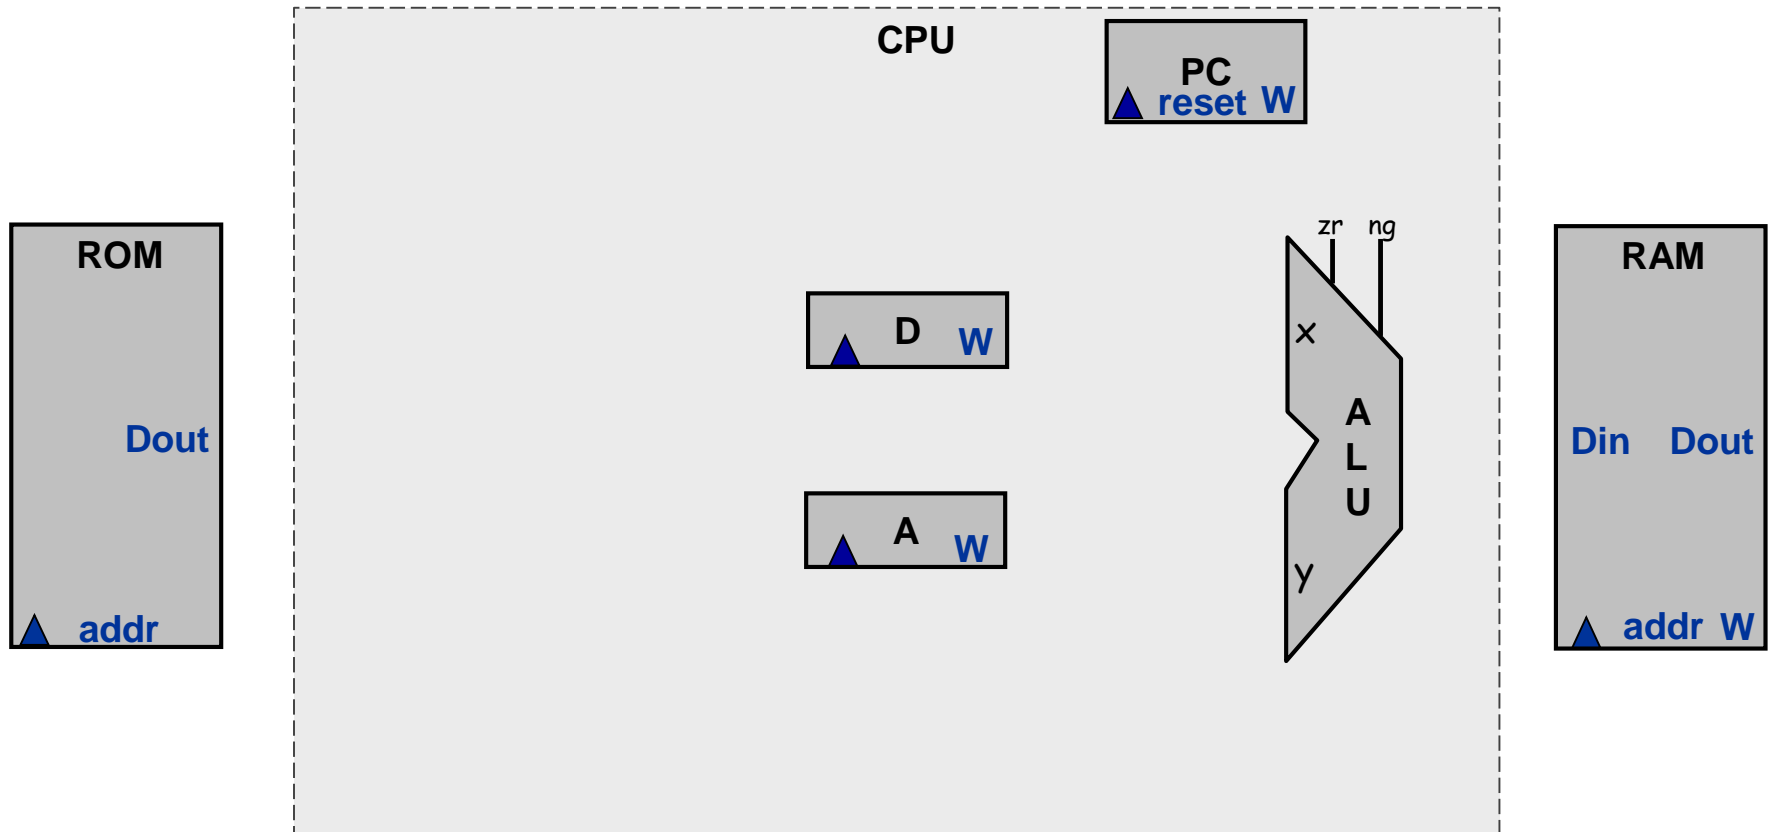 CPU
PC
reset W
zr ng
ROM
RAM
x
D W
A
L
U
Dout
Din Dout
A W
y
addr
addr W